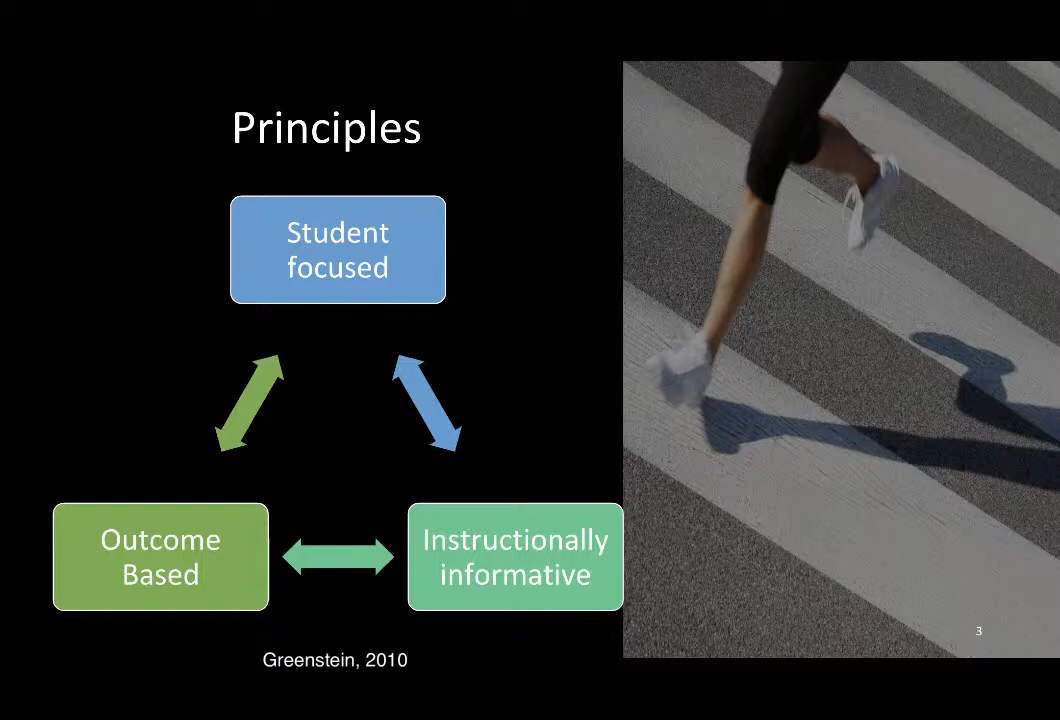 Principles
Student
focused
Outcome
Based
Instructionally
informative
Greenstein, 2010
3